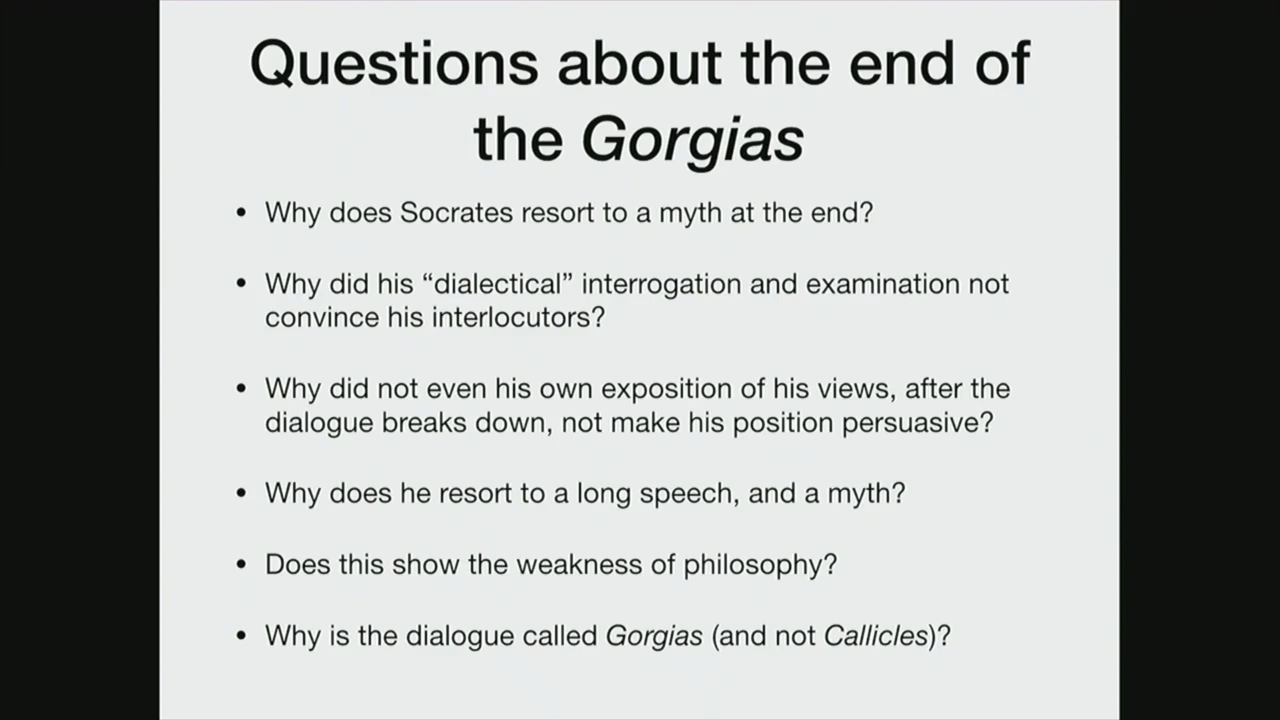 Questions about the end of
the Gorgias
• Why does Socrates resort to a myth at the end?
• Why did his “dialectical” interrogation and examination not
convince his interlocutors?
• Why did not even his own exposition of his views, after the
dialogue breaks down, not make his position persuasive?
• Why does he resort to a long speech, and a myth?
• Does this show the weakness of philosophy?
• Why is the dialogue called Gorgias (and not Callicles)?